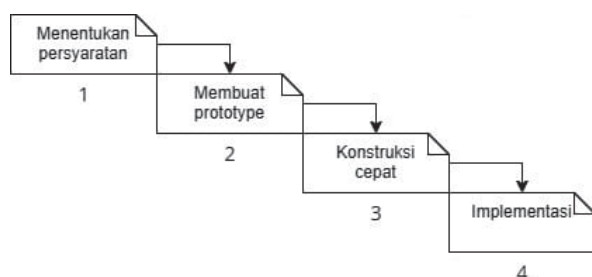 Menentukan
persyaratan
1
Membuat
prototype
2
Konstruksi
cepat
3
Implementasi
4